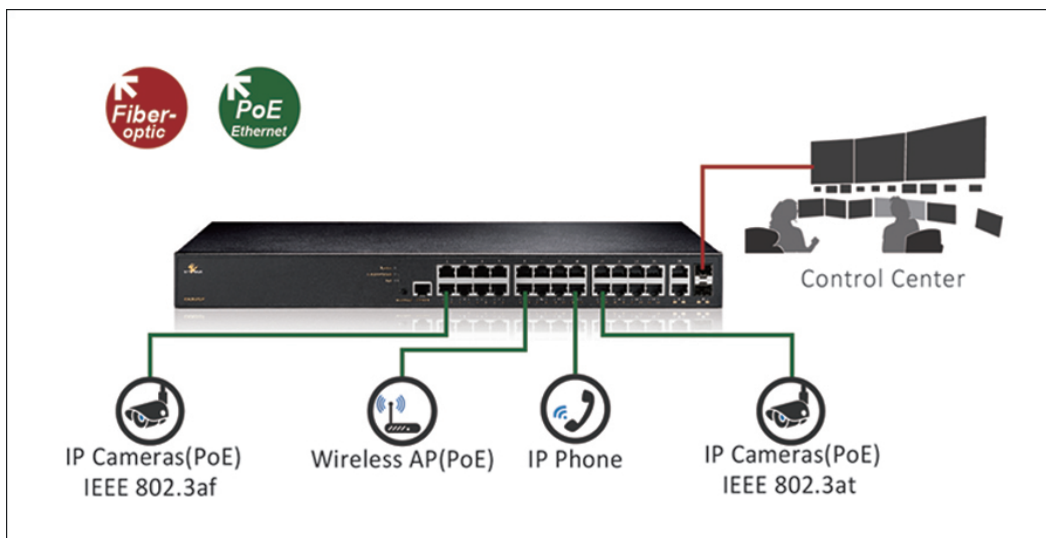 Fiber-
optic
PoE
Ethernet
Control Center
IP Cameras(PoE)
IEEE 802.3af
Wireless AP(PoE)
IP Phone
IP Cameras(PoE)
IEEE 802.3at